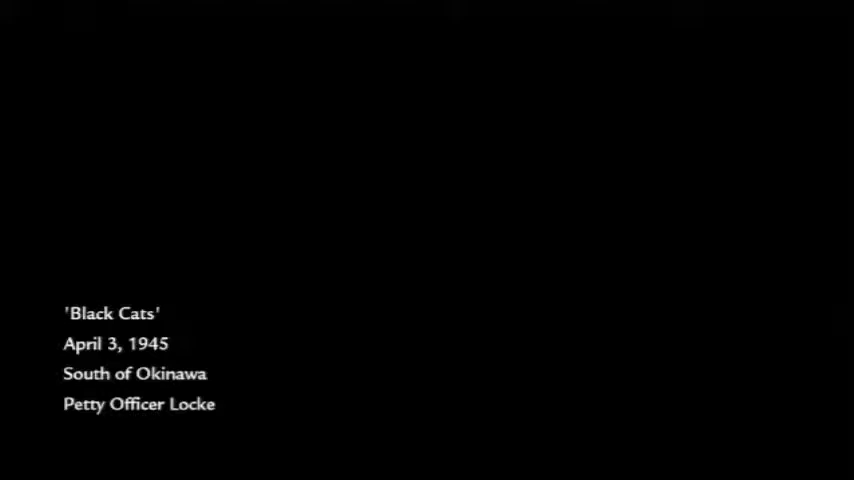 'Black Cats'
April 3, 1945
South of Okinawa
Petty Officer Locke